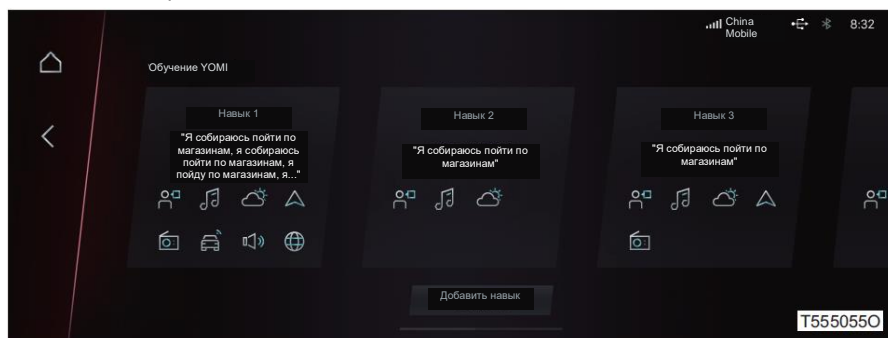 China
Mobile
8:32
Обучение YOMI
Навык 1
"Я собираюсь пойти по
магазинам, я собираюсь
пойти по магазинам, я
пойду по магазинам, я..."
Навык 2
"Я собираюсь пойти по
магазинам"
Навык 3
"Я собираюсь пойти по
магазинам"
Добавить навык
T555055O